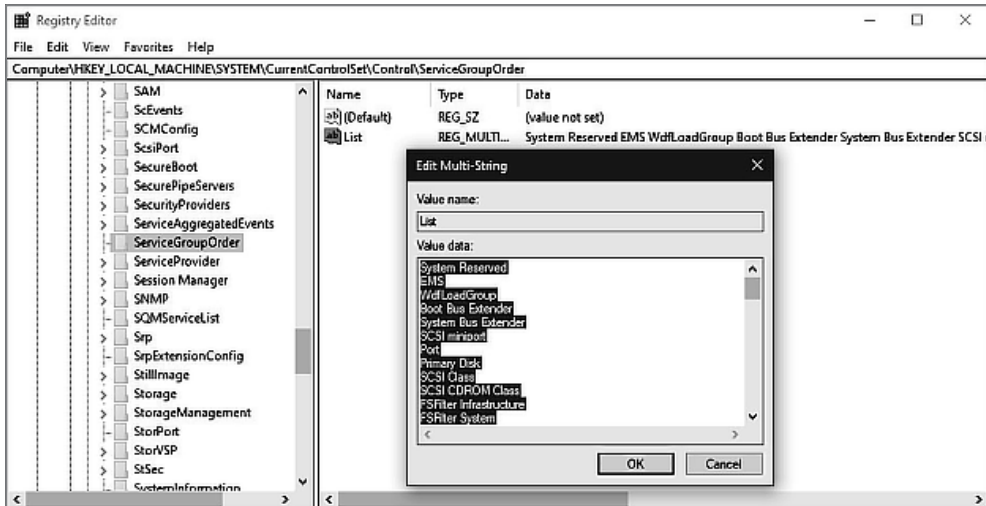 Registry Editor
File Edit View Favorites Help
Computer\HKEY_LOCAL_MACHINE\SYSTEM\CurrentControlSet\Control\ServiceGroupOrder
SAM
ScEvents
SCMConfig
ScsiPort
SecureBoot
SecurePipeServers
SecurityProviders
ServiceAggregatedEvents
ServiceGroupOrder
ServiceProvider
Session Manager
SNMP
SQMServiceList
Srp
SrpExtensionConfig
StillImage
Storage
StorageManagement
StorPort
StorVSP
StSec
SystemInformation
Name Type Data
ab (Default) REG_SZ (value not set)
ab List REG_MULTI... System Reserved EMS WdfLoadGroup Boot Bus Extender System Bus Extender SCSI
Edit Multi-String
Value name:
List
Value data:
System Reserved
EMS
WdfLoadGroup
Boot Bus Extender
System Bus Extender
SCSI miniport
Port
Primary Disk
SCSI Class
SCSI CDROM Class
FSFilter Infrastructure
FSFilter System
OK Cancel